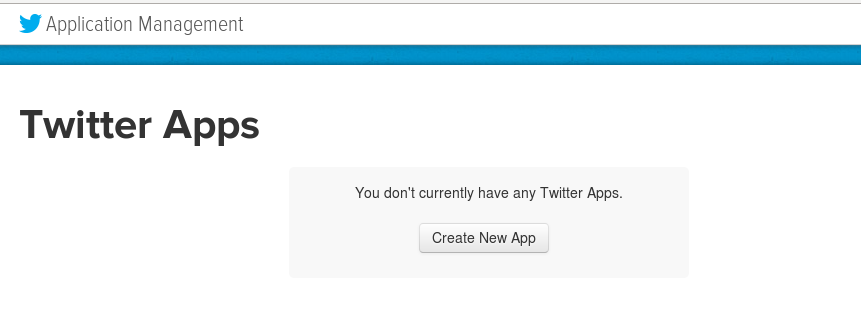 Application Management
Twitter Apps
You don't currently have any Twitter Apps.
Create New App